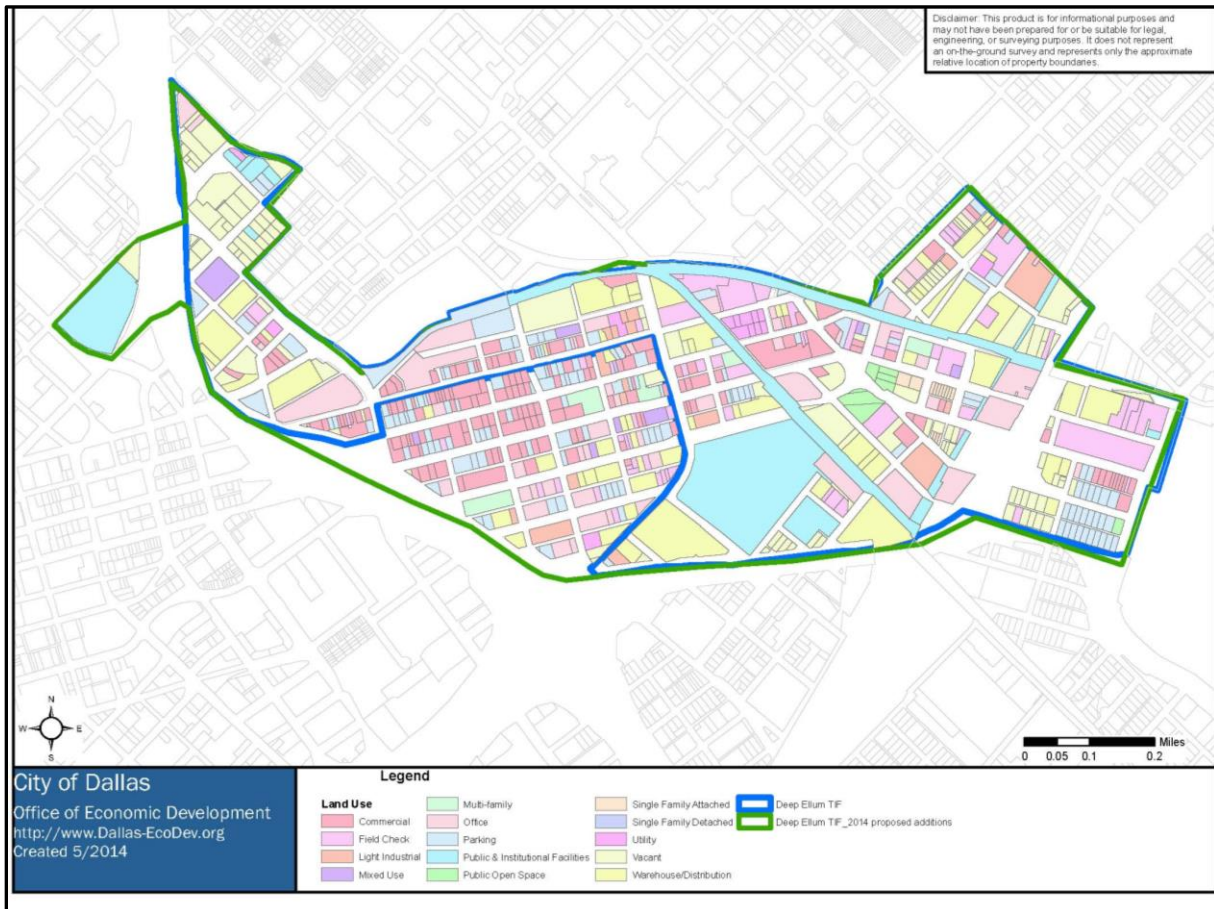 Disclaimer: This product is for informational purposes and
may not have been prepared for or be suitable for legal,
engineering, or surveying purposes. It does not represent
an on-the-ground survey and represents only the approximate
relative location of property boundaries.
N
W E
S
Miles
0 0.05 0.1 0.2
City of Dallas
Office of Economic Development
http://www.Dallas-EcoDev.org
Created 5/2014
Legend
Land Use
Commercial
Field Check
Light Industrial
Mixed Use
Multi-family
Office
Parking
Public & Institutional Facilities
Public Open Space
Single Family Attached
Single Family Detached
Utility
Vacant
Warehouse/Distribution
Deep Ellum TIF
Deep Ellum TIF_2014 proposed additions